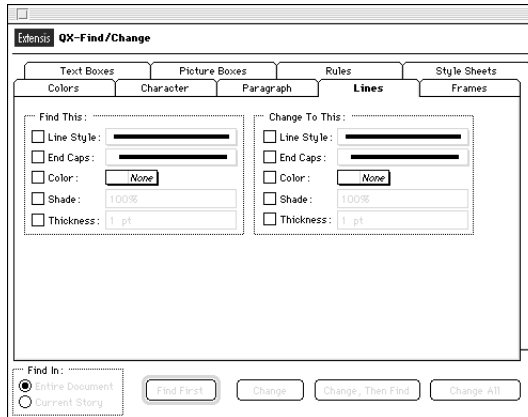 Extensis QX-Find/Change
Text Boxes Picture Boxes Rules Style Sheets
Colors Character Paragraph Lines Frames
Find This: Change To This:
Line Style: Line Style:
End Caps: End Caps:
Color: None Color: None
Shade: 100% Shade: 100%
Thickness: 1 pt Thickness: 1 pt
Find In:
Entire Document
Current Story
Find First Change Change, Then Find Change All